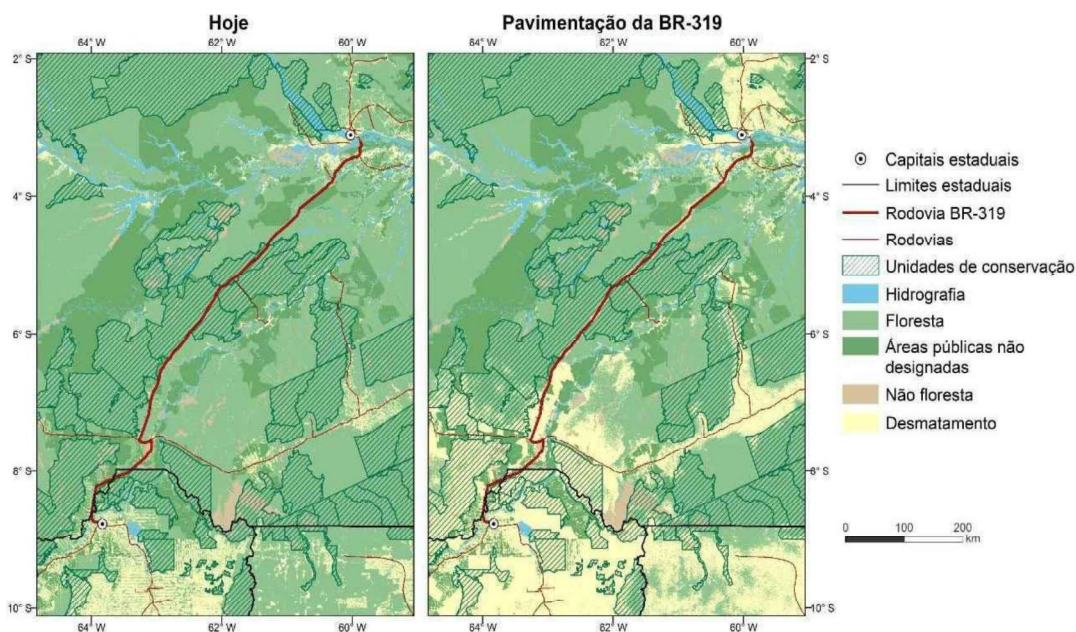 Hoje
Pavimentação da BR-319
64° W 62° W 60° W
64° W 62° W 60° W
2° S
2° S
4° S
4° S
6° S
6° S
8° S
8° S
10° S
10° S
64° W 62° W 60° W
64° W 62° W 60° W
Capitais estaduais
Limites estaduais
Rodovia BR-319
Rodovias
Unidades de conservação
Hidrografia
Floresta
Áreas públicas não
designadas
Não floresta
Desmatamento
0 100 200
km